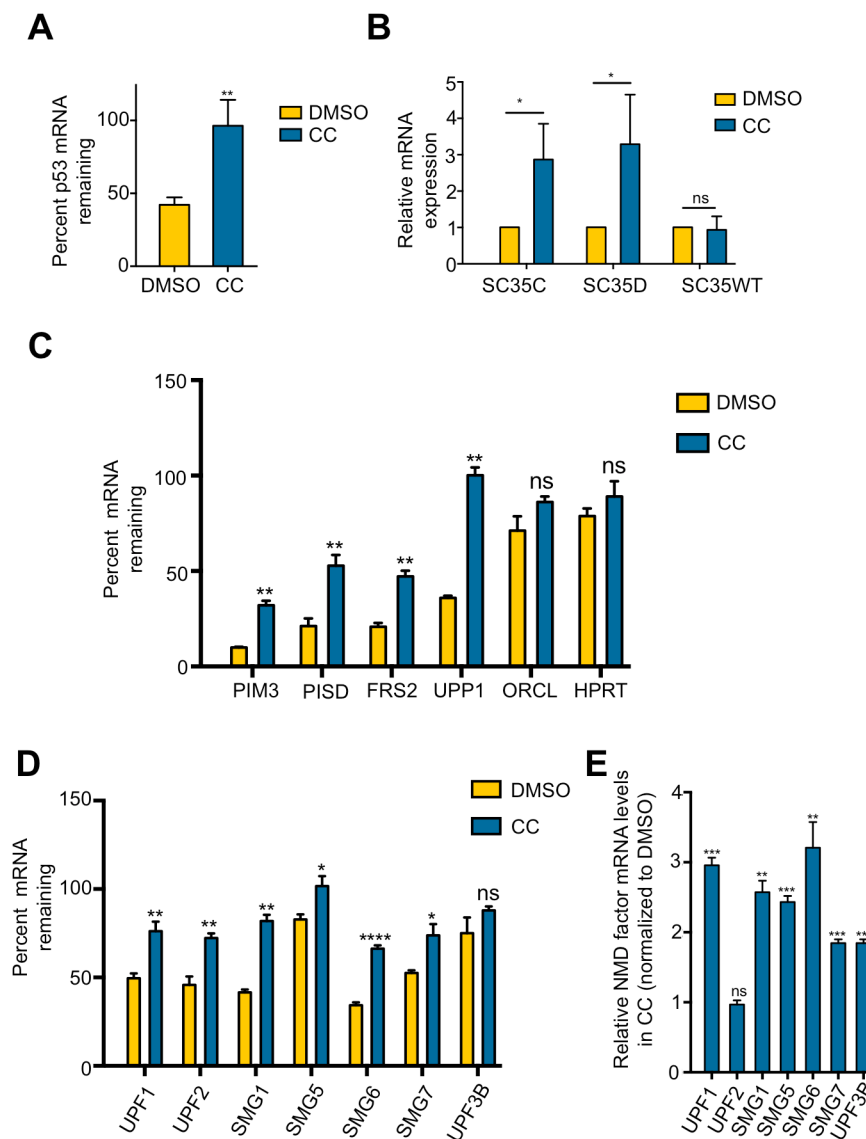 A
Percent p53 mRNA
remaining
100
50
0
**
DMSO
CC
DMSO
CC
B
Relative mRNA
expression
5
4
3
2
1
0
*
*
ns
DMSO
CC
SC35C
SC35D
SC35WT
C
Percent mRNA
remaining
150
100
50
0
**
**
**
**
ns
ns
DMSO
CC
PIM3
PISD
FRS2
UPP1
ORCL
HPRT
D
Percent mRNA
remaining
150
100
50
0
**
**
**
*
****
*
ns
DMSO
CC
UPF1
UPF2
SMG1
SMG5
SMG6
SMG7
UPF3B
E
Relative NMD factor mRNA levels
in CC (normalized to DMSO)
4
3
2
1
0
***
ns
**
***
**
***
UPF1
UPF2
SMG1
SMG5
SMG6
SMG7
UPF3B